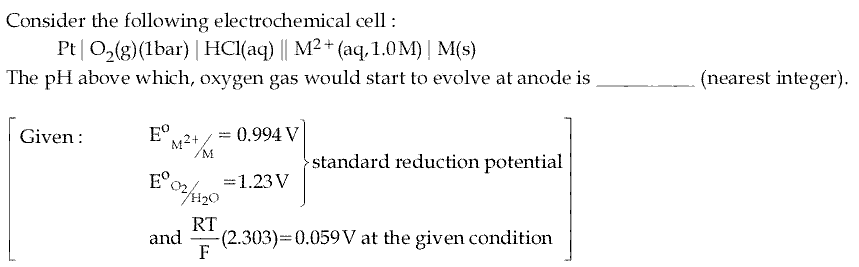 Consider the following electrochemical cell :
Pt | O₂(g)(1bar) | HCl(aq) || M²⁺(aq, 1.0 M) | M(s)
The pH above which, oxygen gas would start to evolve at anode is ________ (nearest integer).
Given : E°M²⁺/M = 0.994 V
standard reduction potential
E°O₂/H₂O = 1.23 V
and RT/F (2.303) = 0.059 V at the given condition